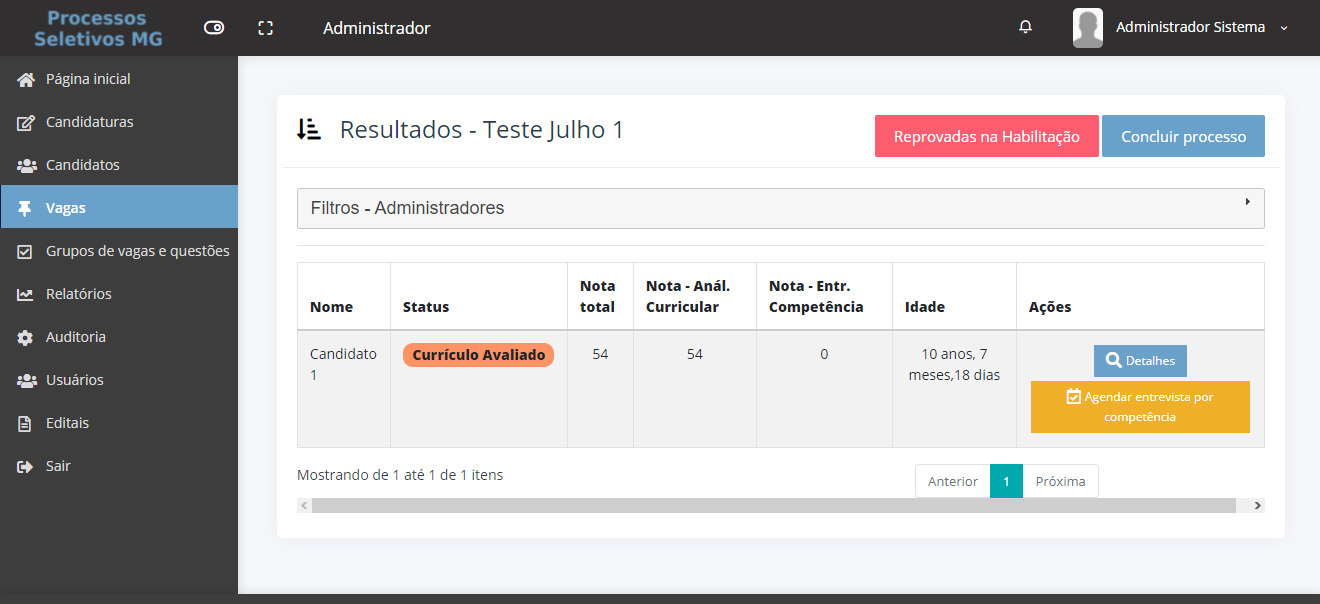 Processos
Seletivos MG
Administrador
Administrador Sistema
Página inicial
Candidaturas
Candidatos
Vagas
Grupos de vagas e questões
Relatórios
Auditoria
Usuários
Editais
Sair
Resultados - Teste Julho 1
Reprovadas na Habilitação
Concluir processo
Filtros - Administradores
Nome
Status
Nota
total
Nota - Anál.
Curricular
Nota - Entr.
Competência
Idade
Ações
Candidato
1
Currículo Avaliado
54
54
0
10 anos, 7
meses,18 dias
Detalhes
Agendar entrevista por
competência
Mostrando de 1 até 1 de 1 itens
Anterior
1
Próxima